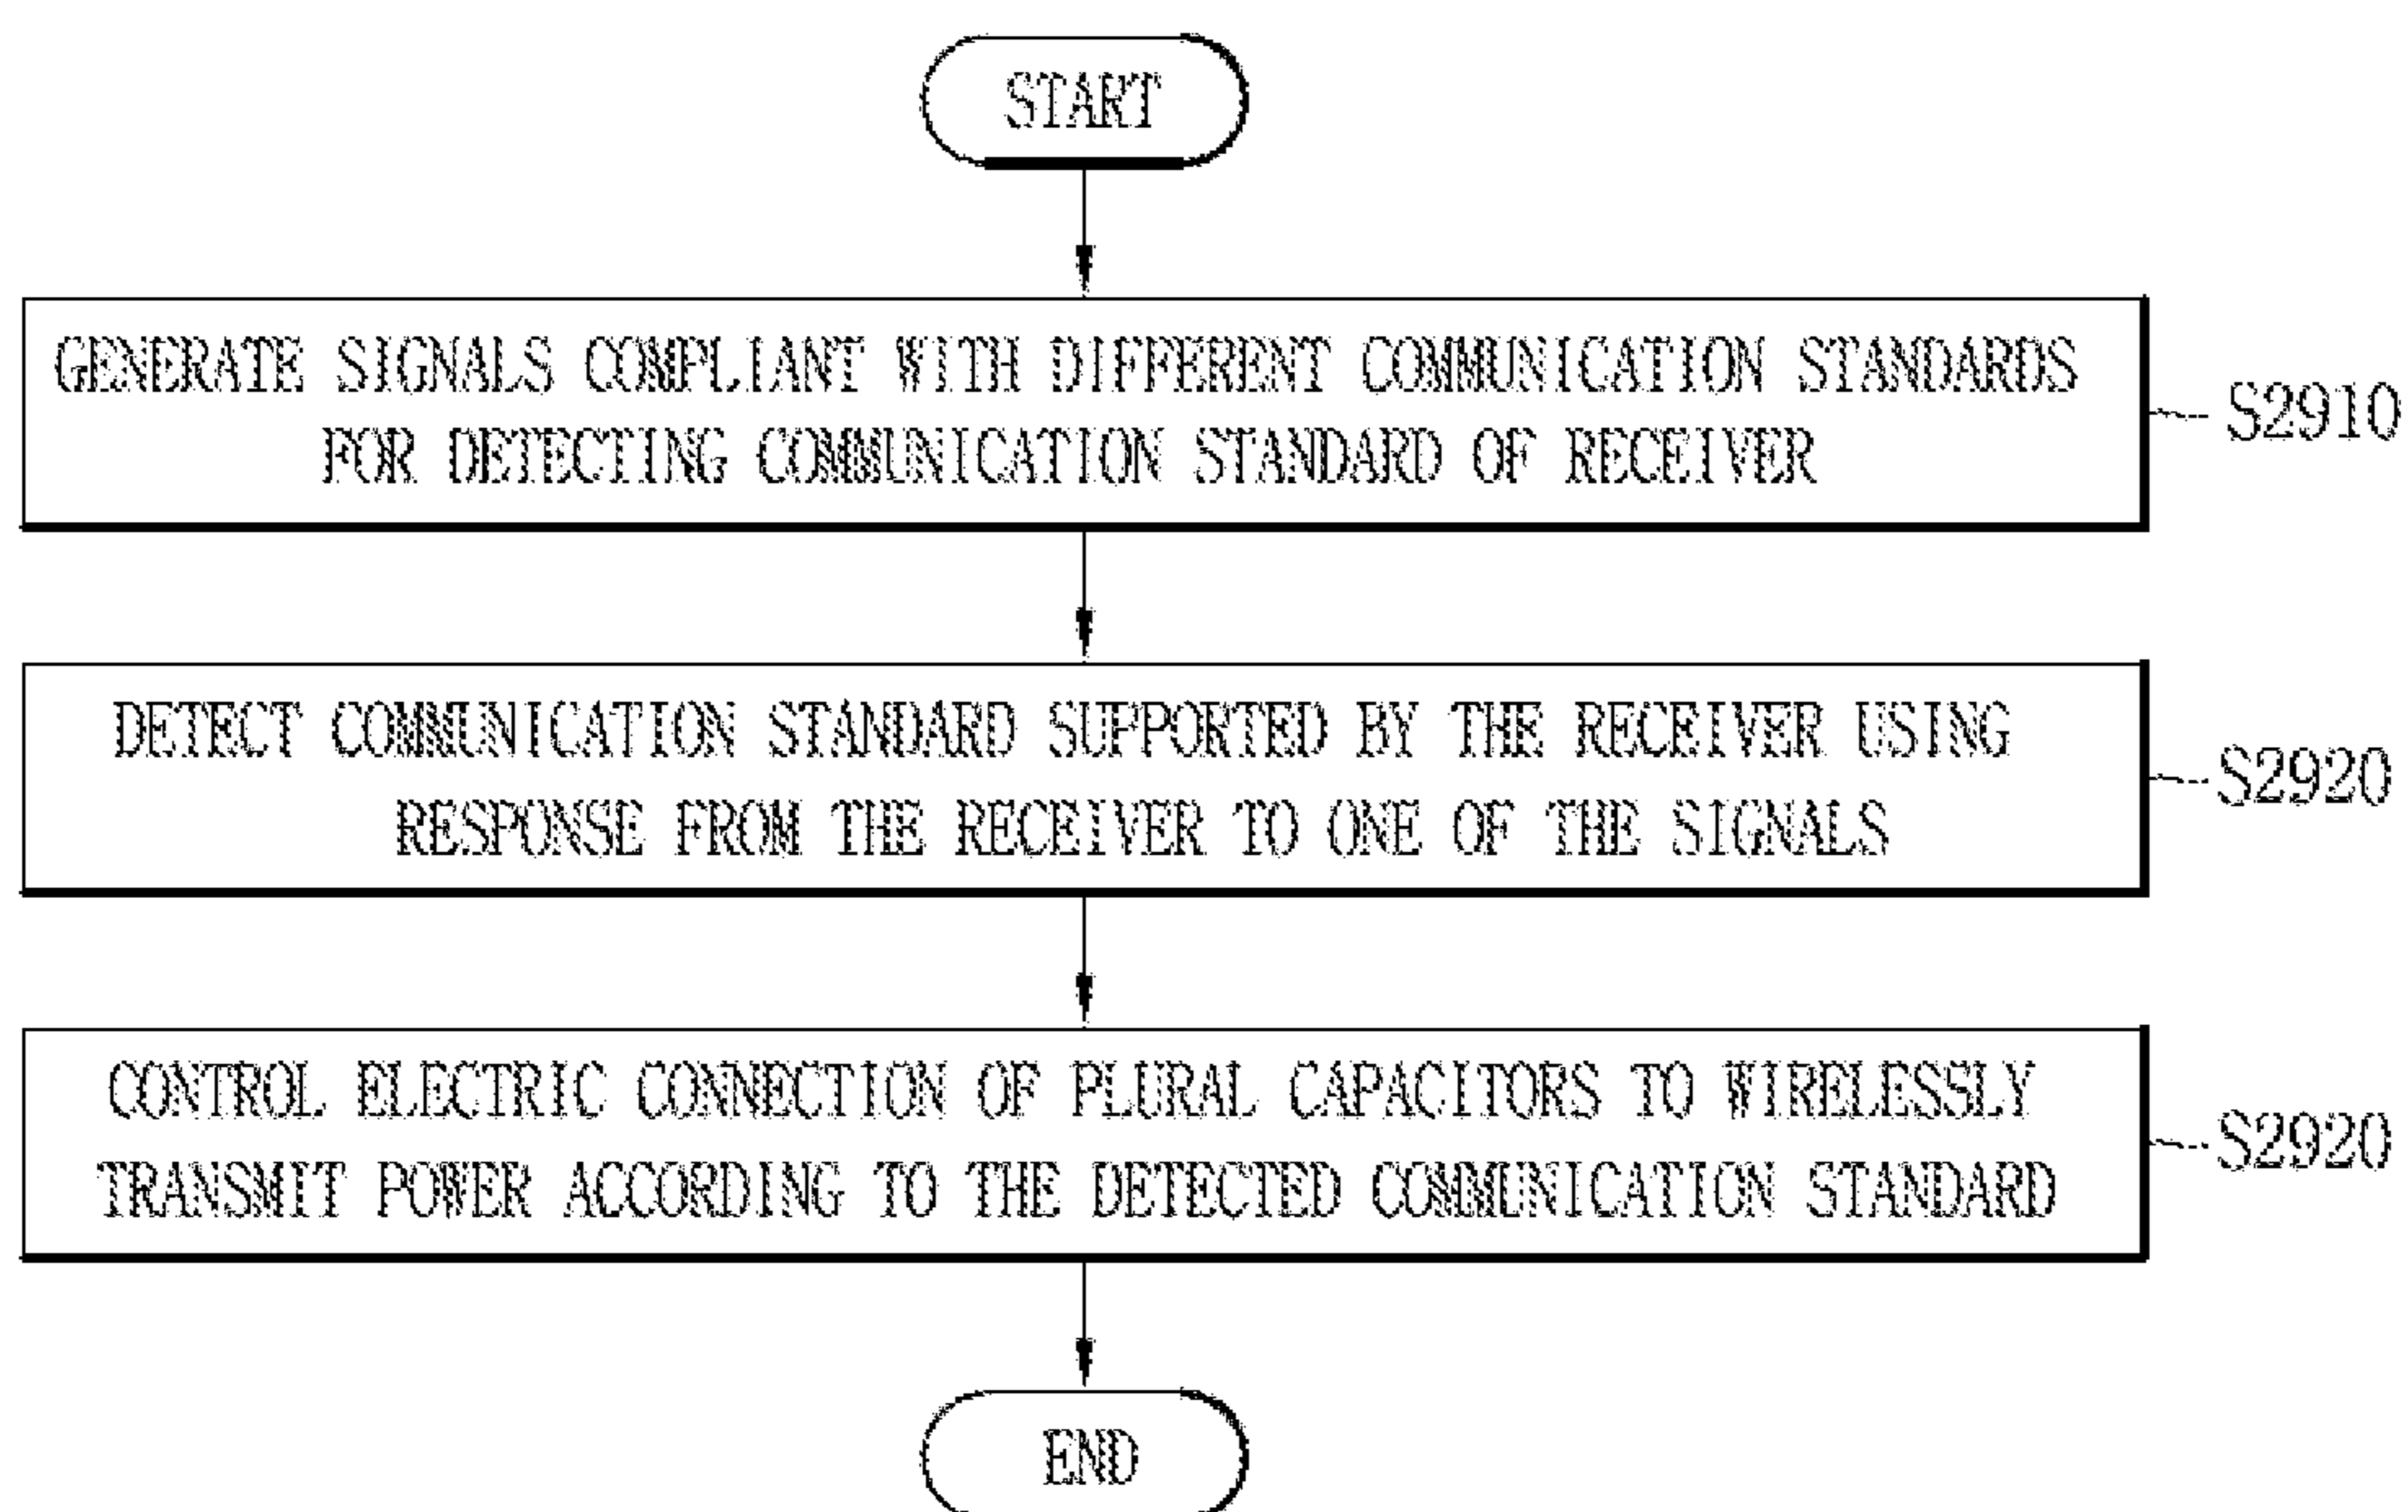 START
GENERATE SIGNALS COMPLIANT WITH DIFFERENT COMMUNICATION STANDARDS
FOR DETECTING COMMUNICATION STANDARD OF RECEIVER
S2910
DETECT COMMUNICATION STANDARD SUPPORTED BY THE RECEIVER USING
RESPONSE FROM THE RECEIVER TO ONE OF THE SIGNALS
S2920
CONTROL ELECTRIC CONNECTION OF PLURAL CAPACITORS TO WIRELESSLY
TRANSMIT POWER ACCORDING TO THE DETECTED COMMUNICATION STANDARD
S2920
END